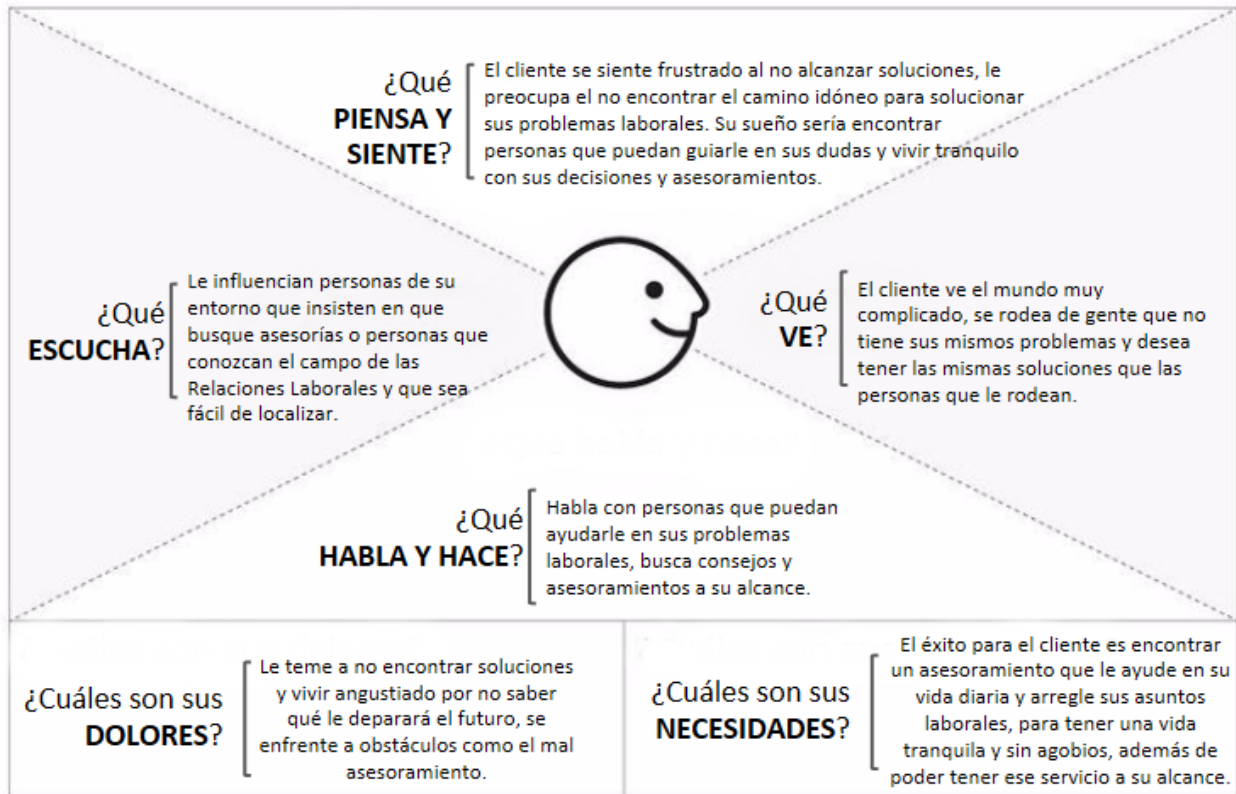 ¿Qué
PIENSA Y
SIENTE?
El cliente se siente frustrado al no alcanzar soluciones, le
preocupa el no encontrar el camino idóneo para solucionar
sus problemas laborales. Su sueño sería encontrar
personas que puedan guiarle en sus dudas y vivir tranquilo
con sus decisiones y asesoramientos.
¿Qué
ESCUCHA?
Le influencian personas de su
entorno que insisten en que
busque asesorías o personas que
conozcan el campo de las
Relaciones Laborales y que sea
fácil de localizar.
¿Qué
VE?
El cliente ve el mundo muy
complicado, se rodea de gente que no
tiene sus mismos problemas y desea
tener las mismas soluciones que las
personas que le rodean.
¿Qué
HABLA Y HACE?
Habla con personas que puedan
ayudarle en sus problemas
laborales, busca consejos y
asesoramientos a su alcance.
¿Cuáles son sus
DOLORES?
Le teme a no encontrar soluciones
y vivir angustiado por no saber
qué le deparará el futuro, se
enfrente a obstáculos como el mal
asesoramiento.
¿Cuáles son sus
NECESIDADES?
El éxito para el cliente es encontrar
un asesoramiento que le ayude en su
vida diaria y arregle sus asuntos
laborales, para tener una vida
tranquila y sin agobios, además de
poder tener ese servicio a su alcance.